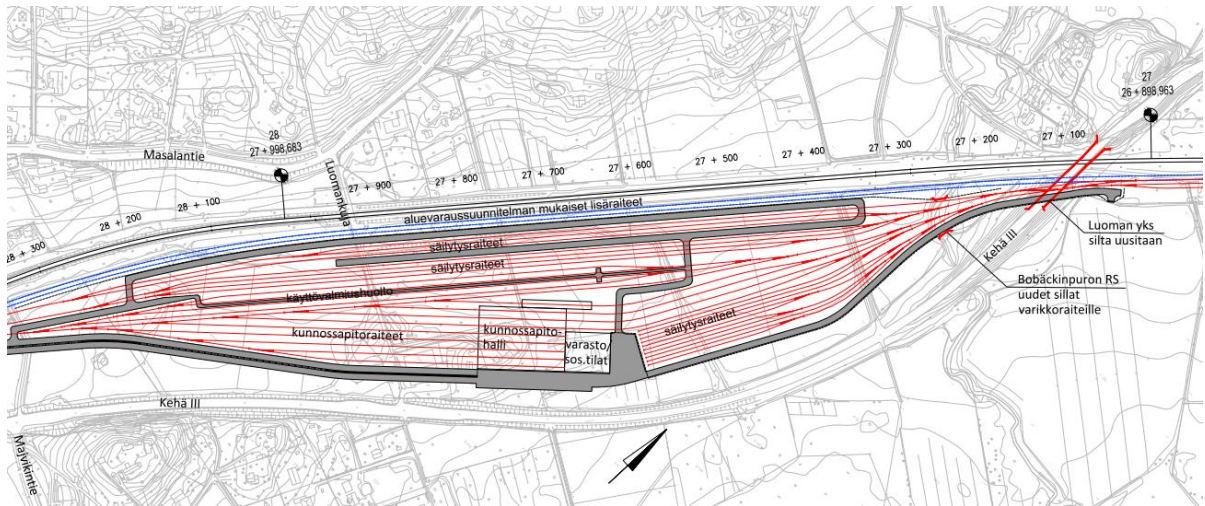 27
26 + 898,963
28
27 + 998,683
Masalantie
Luomankuja
28 + 300
28 + 200
28 + 100
27 + 900
27 + 800
27 + 700
27 + 600
27 + 500
27 + 400
27 + 300
27 + 200
27 + 100
aluevaraussuunnitelman mukaiset lisäraiteet
säilytysraiteet
säilytysraiteet
käyttövalmiushuolto
kunnossapitoraiteet
kunnossapito-
halli
varasto/
sos.tilat
säilytysraiteet
Kehä III
Luoman yks
silta uusitaan
Bobäckinpuron RS
uudet sillat
varikkoraiteille
Kehä III
Majvikintie